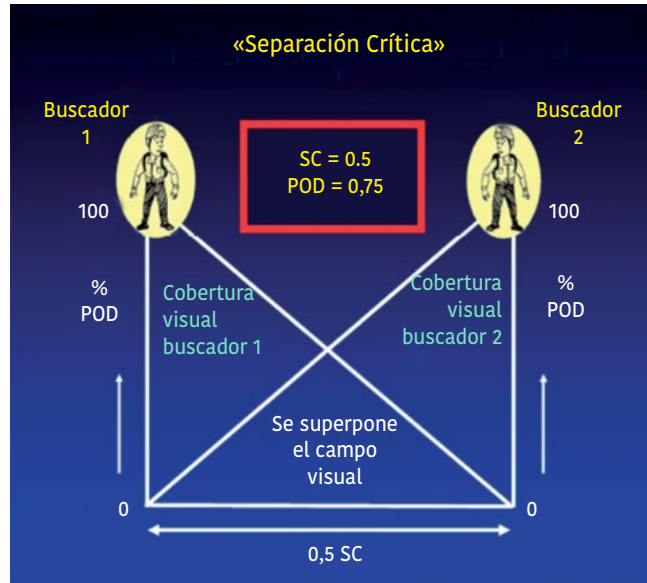 «Separación Crítica»
Buscador
1
Buscador
2
SC = 0.5
POD = 0,75
100
100
%
POD
%
POD
Cobertura
visual
buscador 1
Cobertura
visual
buscador 2
Se superpone
el campo
visual
0
0
0,5 SC